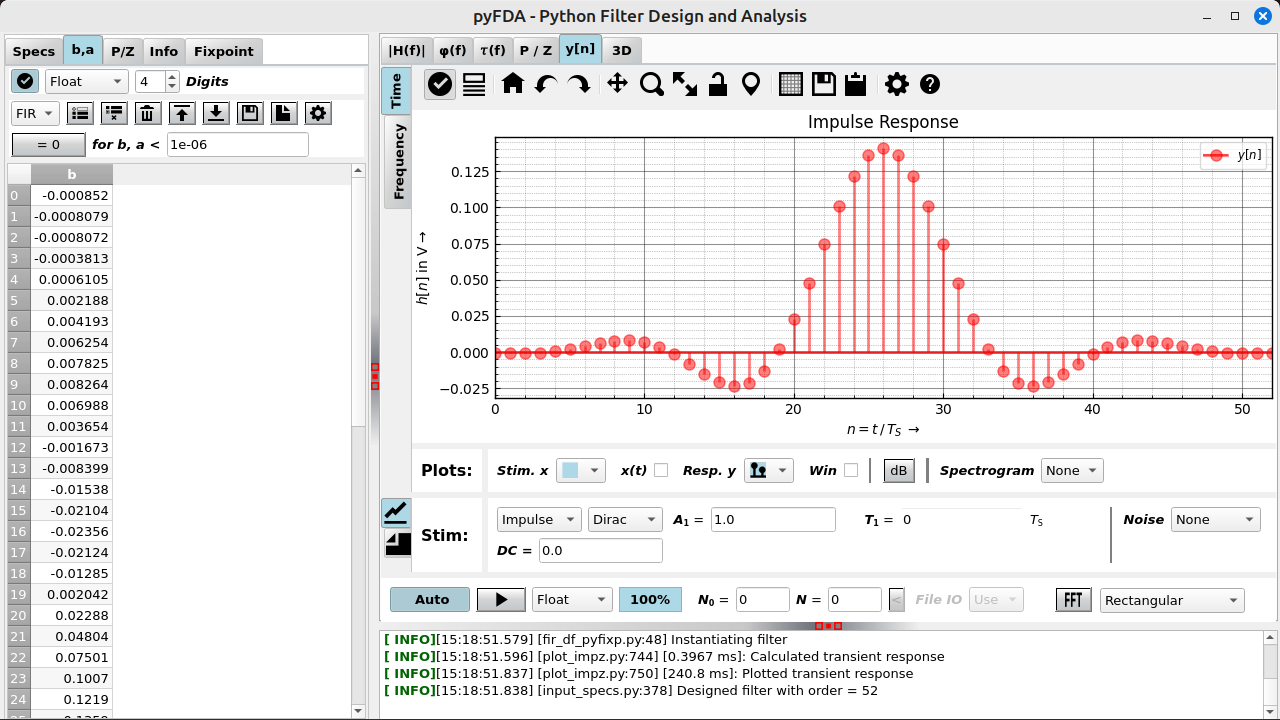 pyFDA - Python Filter Design and Analysis
Specs b,a P/Z Info Fixpoint
Float 4 Digits
FIR
= 0 for b, a < 1e-06
b
0 -0.000852
1 -0.0008079
2 -0.0008072
3 -0.0003813
4 0.0006105
5 0.002188
6 0.004193
7 0.006254
8 0.007825
9 0.008264
10 0.006988
11 0.003654
12 -0.001673
13 -0.008399
14 -0.01538
15 -0.02104
16 -0.02356
17 -0.02124
18 -0.01285
19 0.002042
20 0.02288
21 0.04804
22 0.07501
23 0.1007
24 0.1219
|H(f)| φ(f) τ(f) P / Z y[n] 3D
Time
Frequency
Impulse Response
y[n]
h[n] in V →
0.125
0.100
0.075
0.050
0.025
0.000
−0.025
0 10 20 30 40 50
n = t / TS →
Plots: Stim. x x(t) Resp. y Win dB Spectrogram None
Stim: Impulse Dirac A1 = 1.0 T1 = 0 TS Noise None
DC = 0.0
Auto Float 100% N0 = 0 N = 0 < File IO Use FFT Rectangular
[ INFO][15:18:51.579] [fir_df_pyfixp.py:48] Instantiating filter
[ INFO][15:18:51.596] [plot_impz.py:744] [0.3967 ms]: Calculated transient response
[ INFO][15:18:51.837] [plot_impz.py:750] [240.8 ms]: Plotted transient response
[ INFO][15:18:51.838] [input_specs.py:378] Designed filter with order = 52